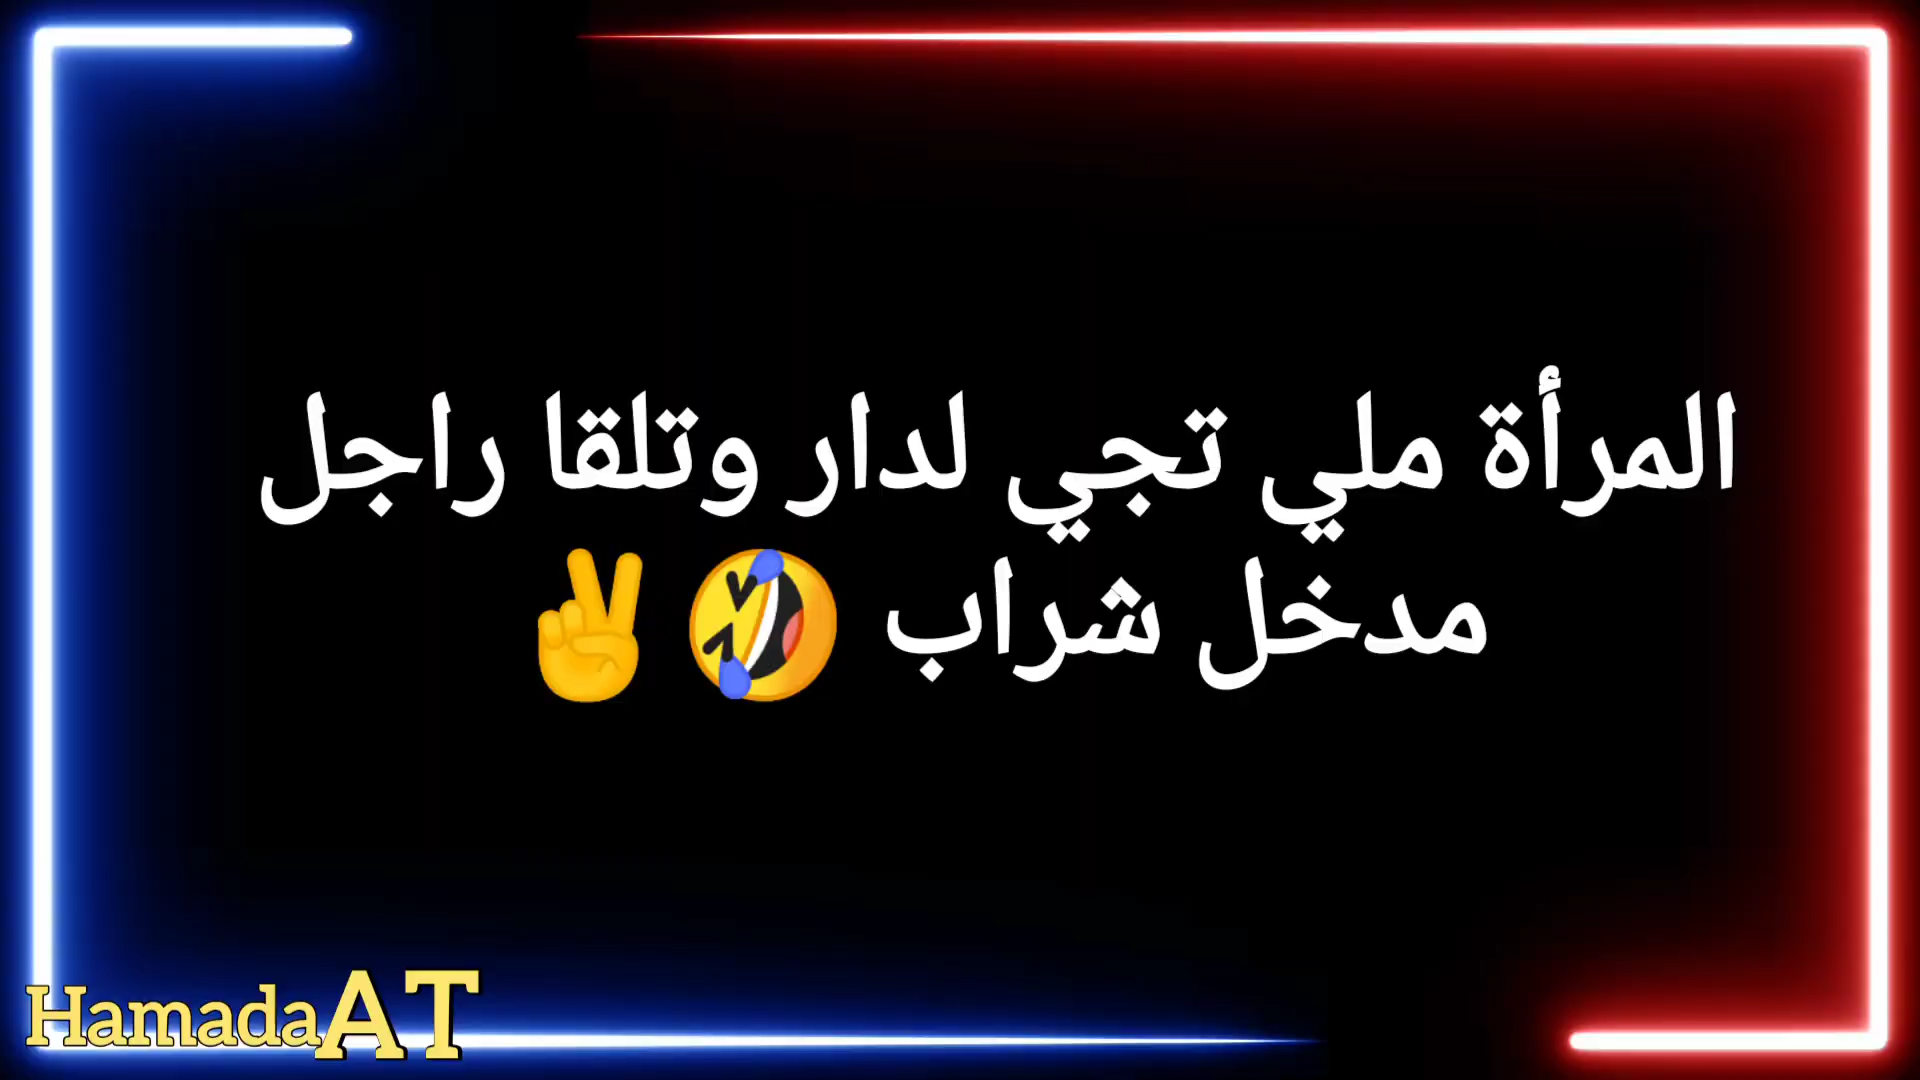 المرأة ملي تجي لدار وتلقا راجل
مدخل شراب 🤣 ✌
HamadaAT